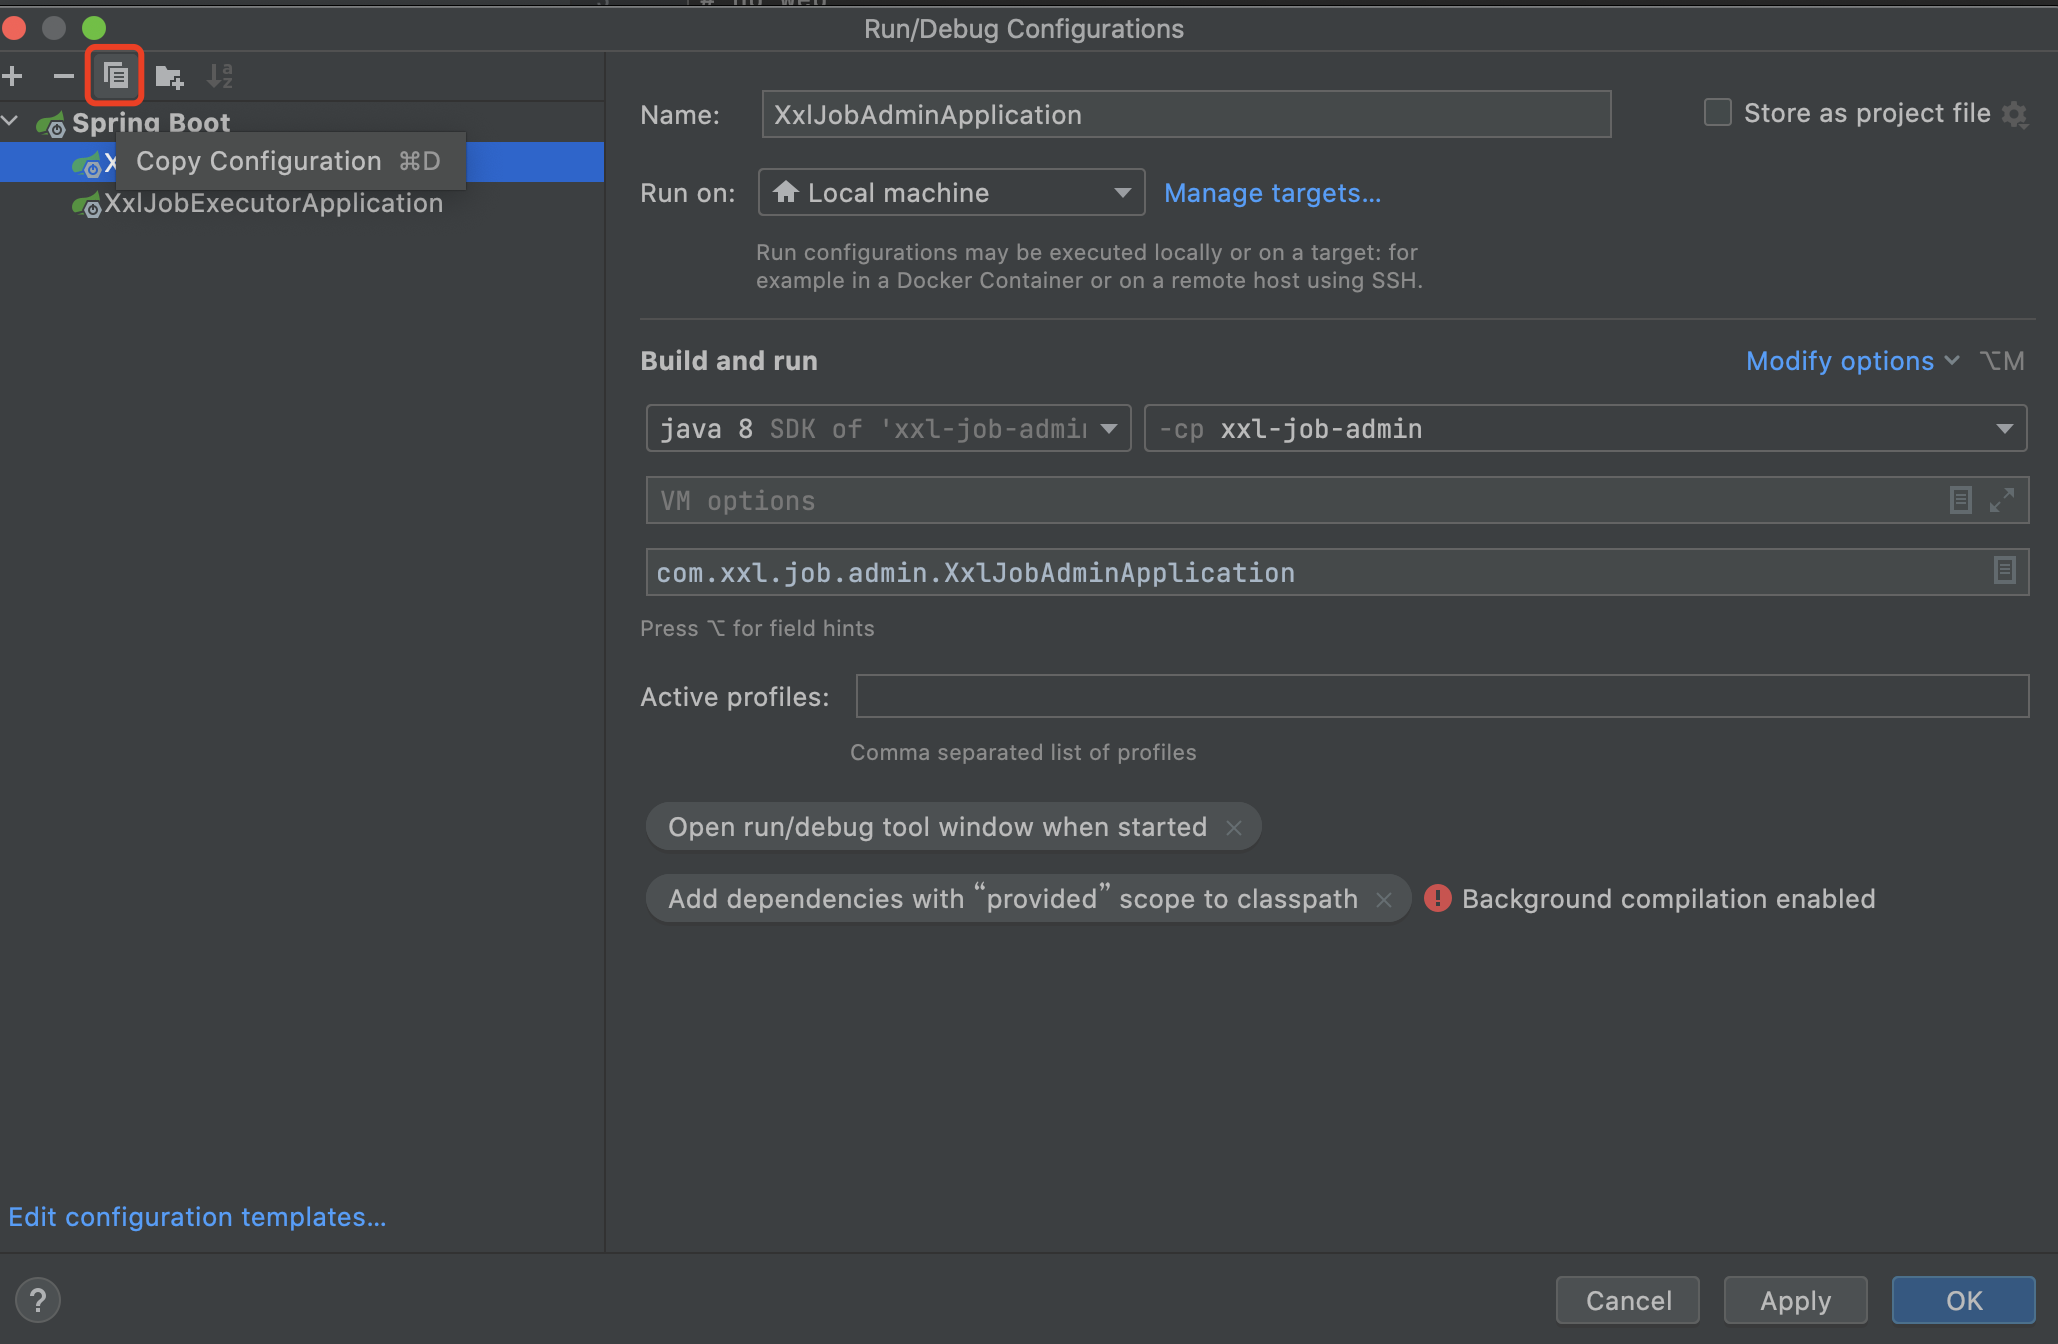 Run/Debug Configurations
Spring Boot
X
Copy Configuration ⌘D
XxlJobExecutorApplication
Name: XxlJobAdminApplication
Store as project file
Run on: Local machine Manage targets...
Run configurations may be executed locally or on a target: for
example in a Docker Container or on a remote host using SSH.
Build and run
Modify options ⌥M
java 8 SDK of 'xxl-job-admi
-cp xxl-job-admin
VM options
com.xxl.job.admin.XxlJobAdminApplication
Press ⌥ for field hints
Active profiles:
Comma separated list of profiles
Open run/debug tool window when started ×
Add dependencies with “provided” scope to classpath ×
Background compilation enabled
Edit configuration templates...
?
Cancel
Apply
OK